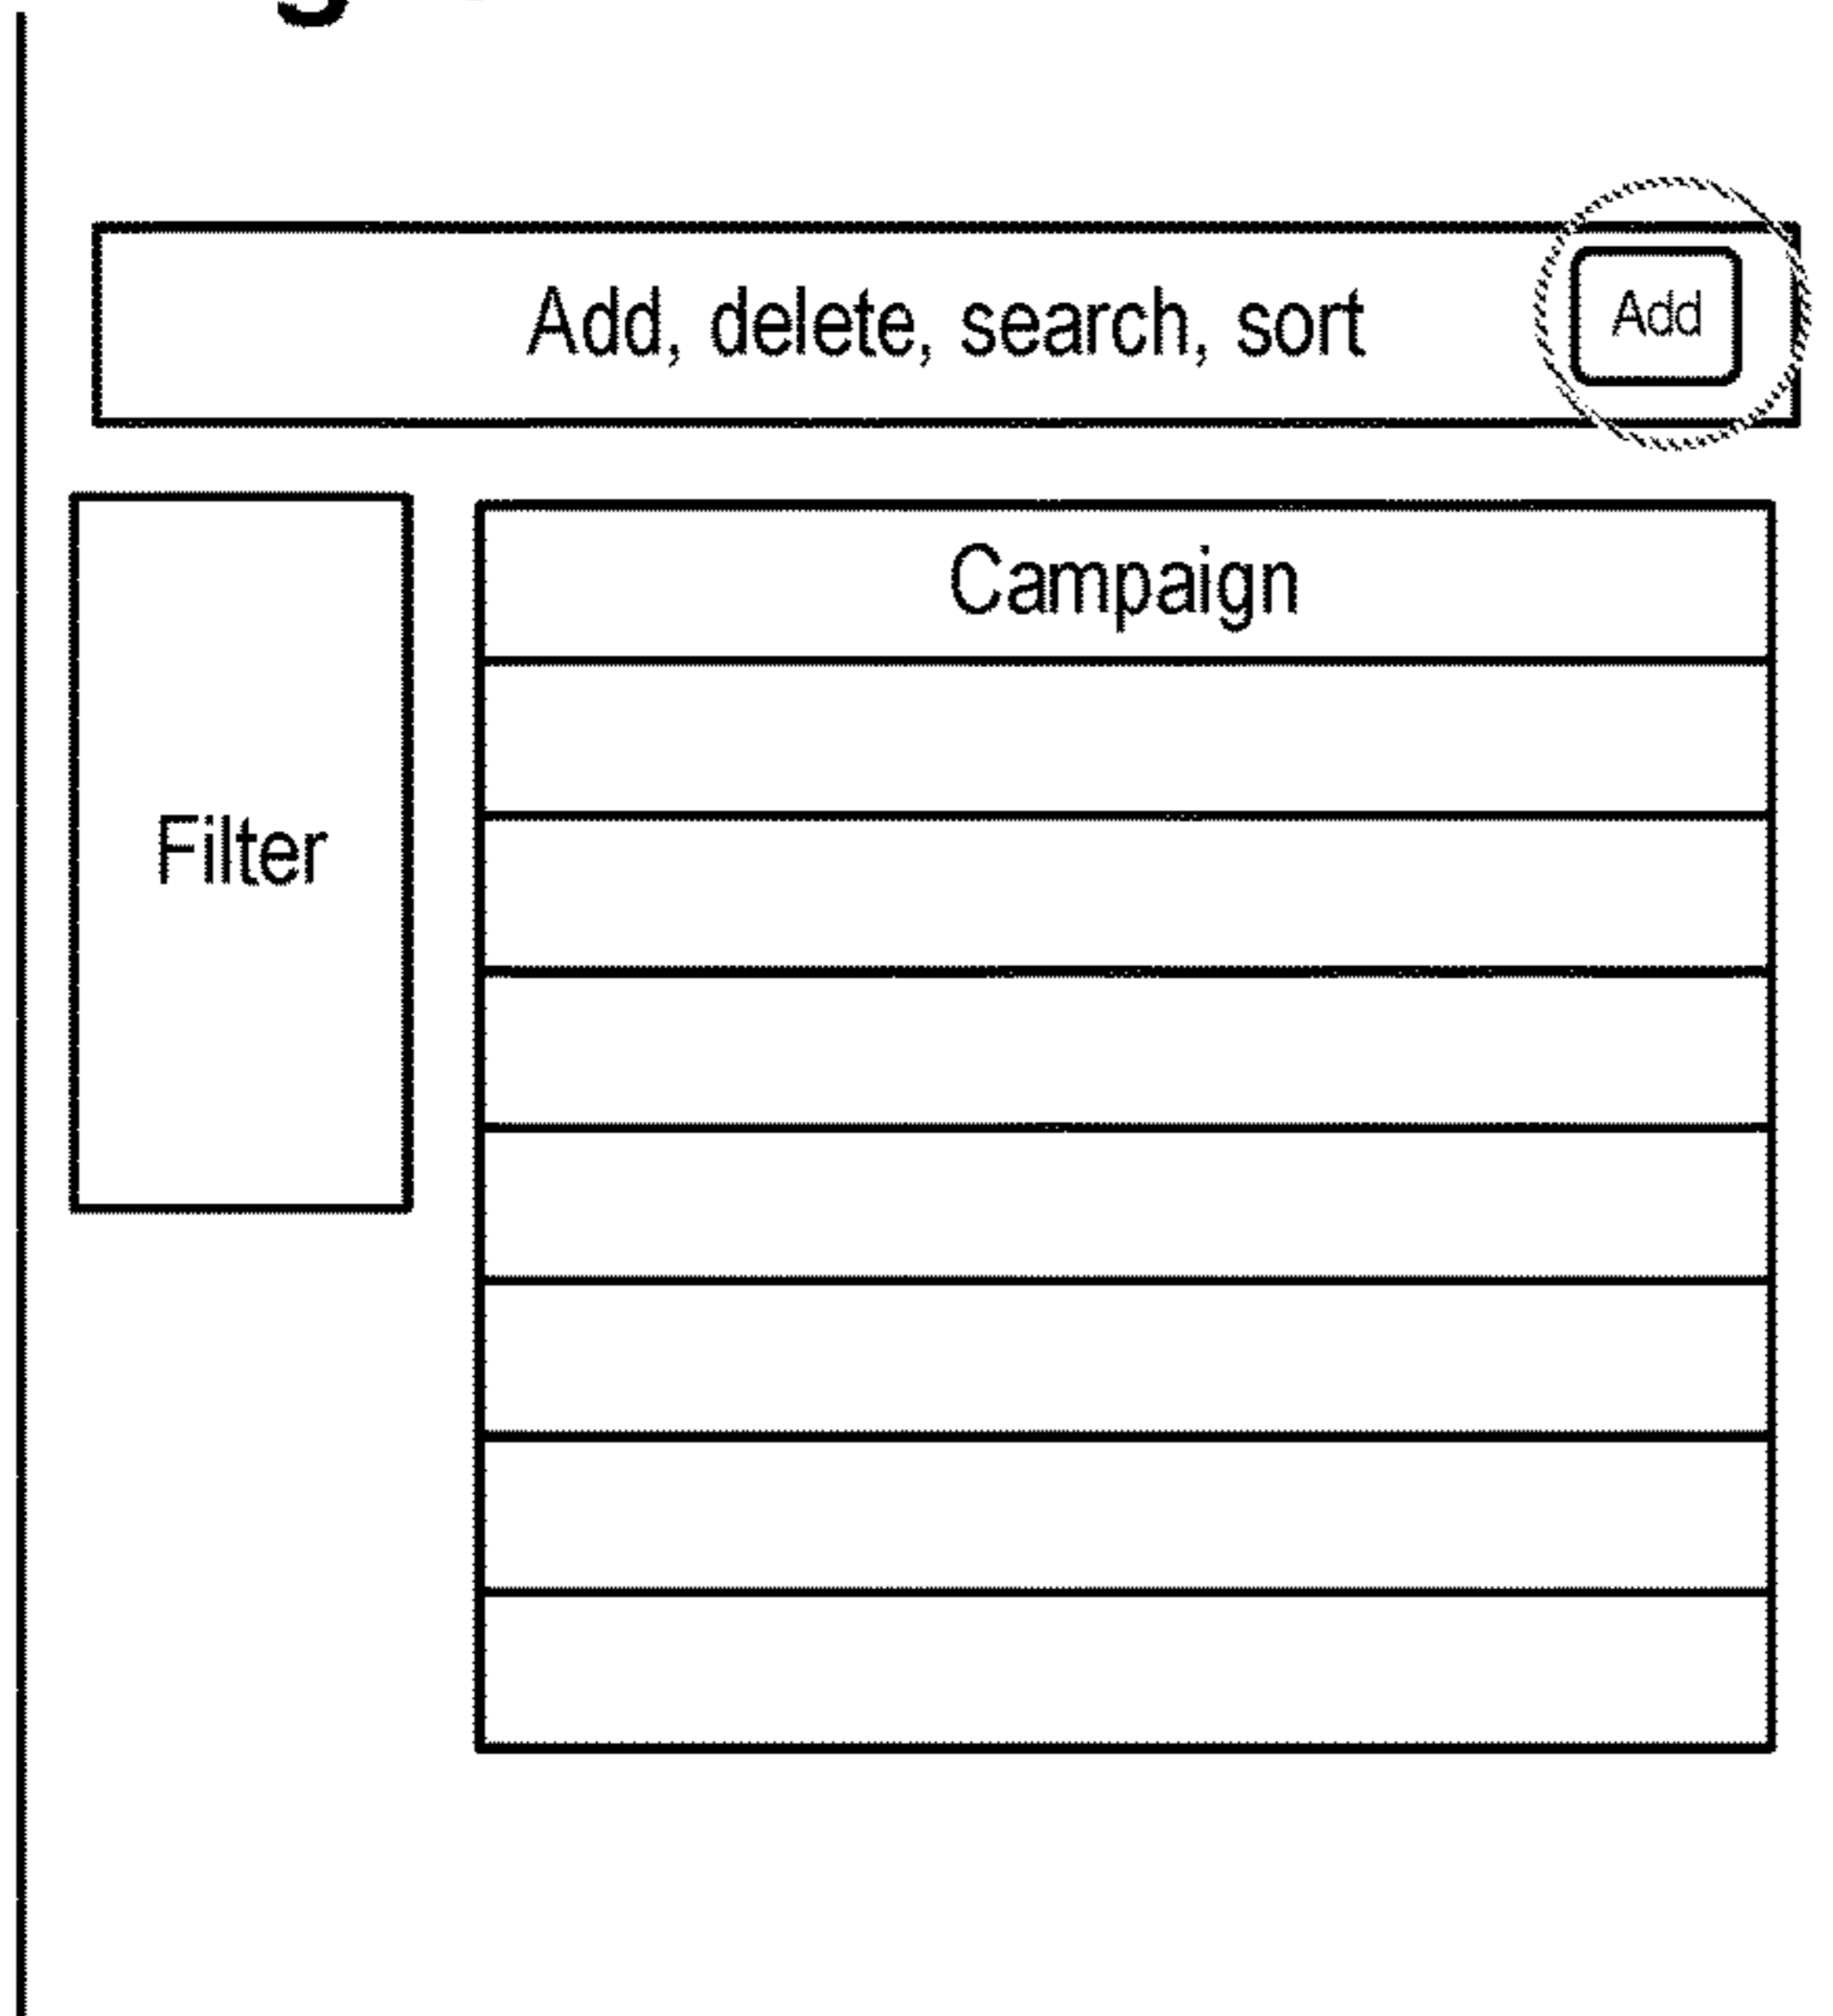 Add, delete, search, sort
Add
Campaign
Filter